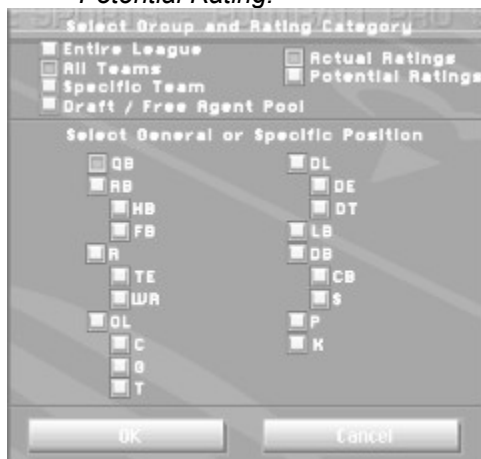 Potential Rating.
Select Group and Rating Category
Entire League
All Teams
Specific Team
Draft / Free Agent Pool
Actual Ratings
Potential Ratings
Select General or Specific Position
QB
RB
HB
FB
R
TE
WR
OL
C
G
T
DL
DE
DT
LB
DB
CB
S
P
K
OK
Cancel